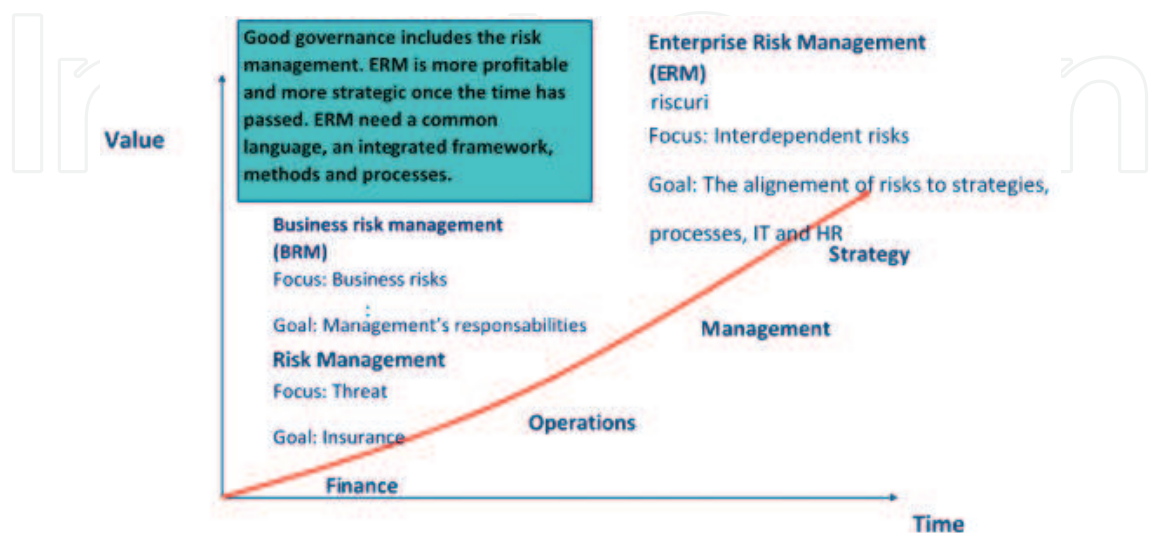 Good governance includes the risk
management. ERM is more profitable
and more strategic once the time has
passed. ERM need a common
language, an integrated framework,
methods and processes.
Enterprise Risk Management
(ERM)
riscuri
Focus: Interdependent risks
Goal: The alignement of risks to strategies,
processes, IT and HR
Value
Business risk management
(BRM)
Focus: Business risks
:
Goal: Management's responsabilities
Risk Management
Focus: Threat
Goal: Insurance
Strategy
Management
Operations
Finance
Time